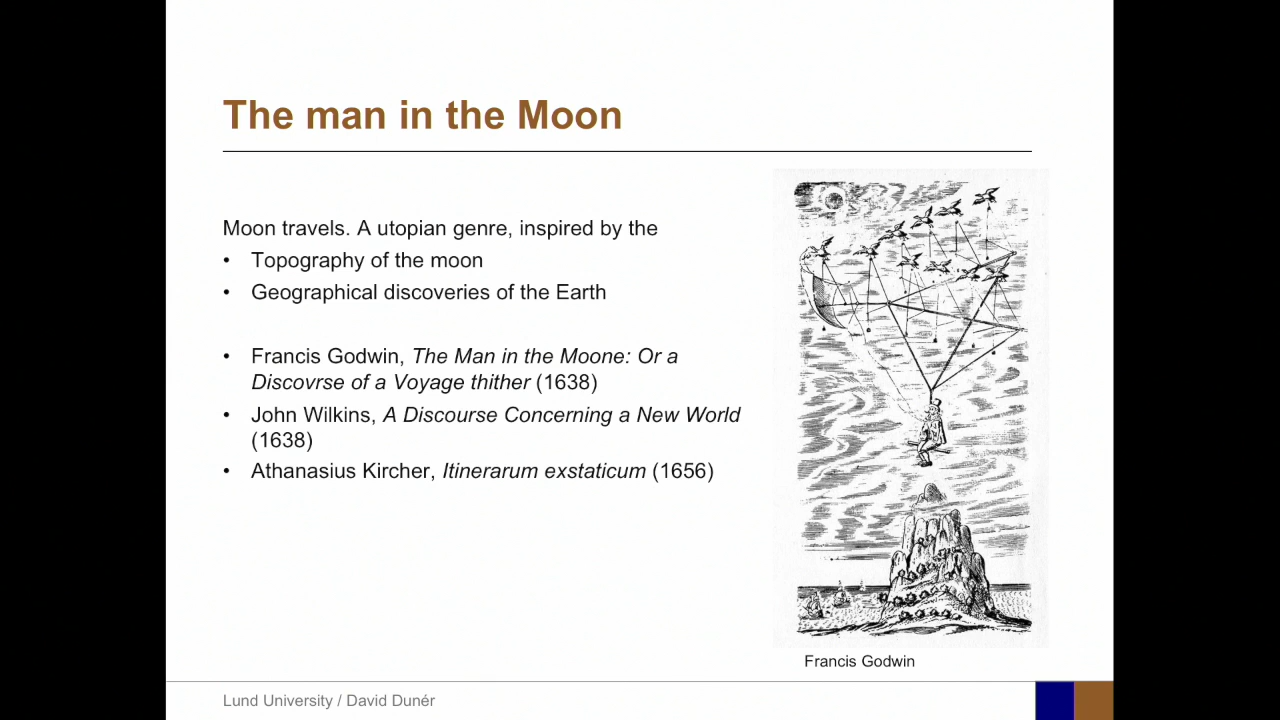 The man in the Moon
Moon travels. A utopian genre, inspired by the
• Topography of the moon
• Geographical discoveries of the Earth
• Francis Godwin, The Man in the Moone: Or a
Discovrse of a Voyage thither (1638)
• John Wilkins, A Discourse Concerning a New World
(1638)
• Athanasius Kircher, Itinerarum exstaticum (1656)
Francis Godwin
Lund University / David Dunér